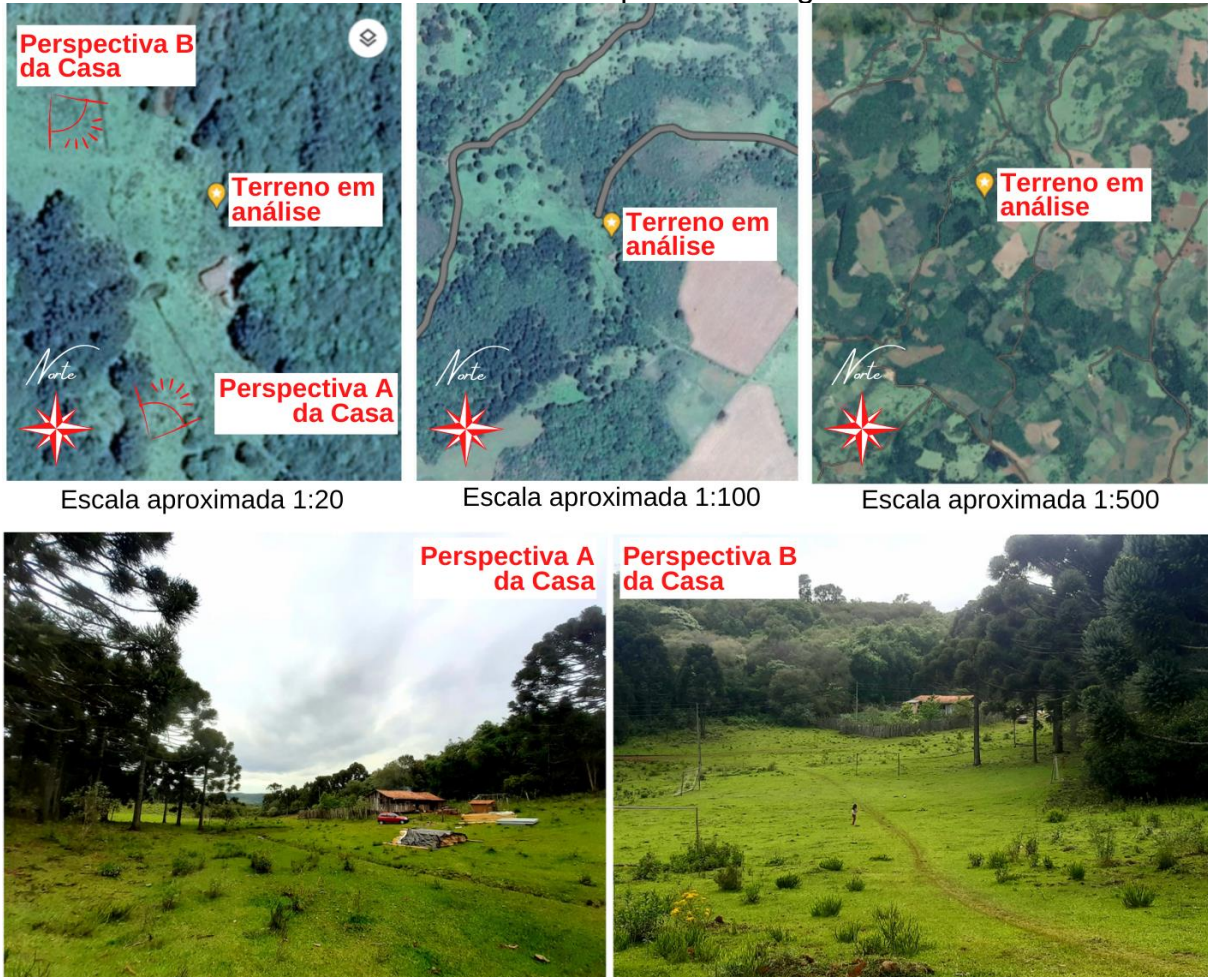 Perspectiva B
da Casa
Terreno em
análise
Norte
Perspectiva A
da Casa
Terreno em
análise
Norte
Terreno em
análise
Norte
Escala aproximada 1:20
Escala aproximada 1:100
Escala aproximada 1:500
Perspectiva A
da Casa
Perspectiva B
da Casa